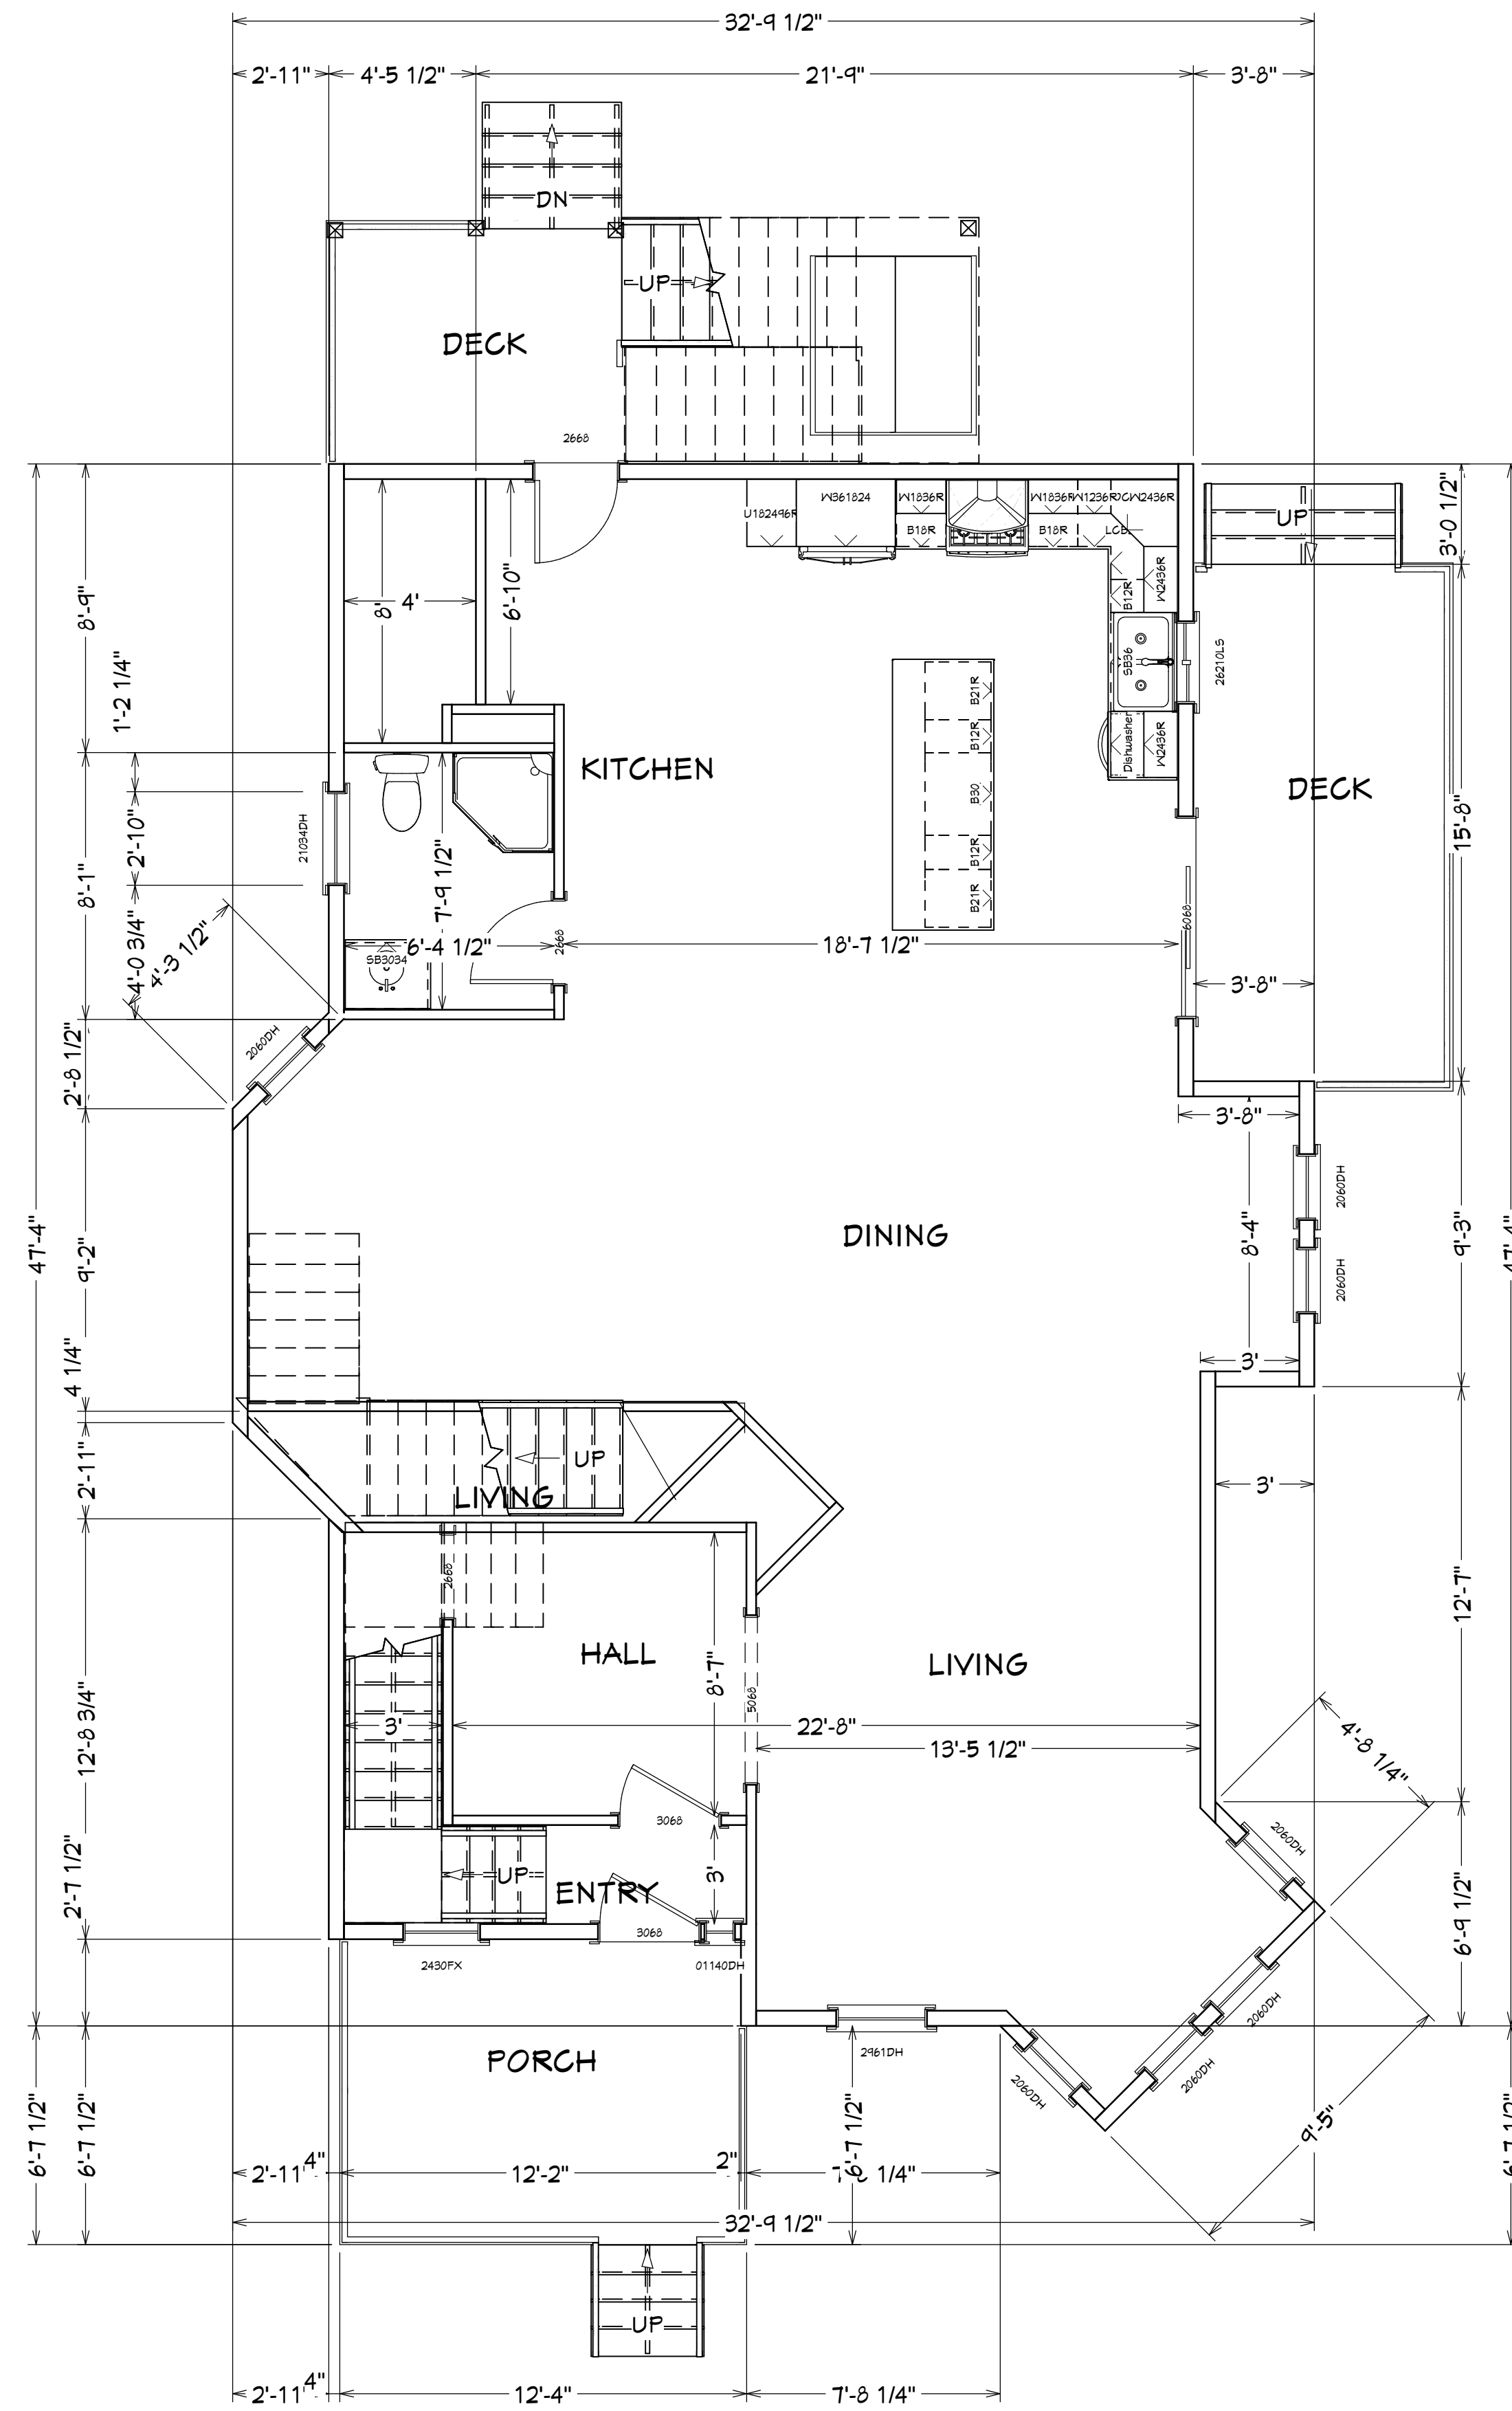 32'-9 1/2"
2'-11"
4'-5 1/2"
21'-9"
3'-8"
DN
UP
DECK
2668
W361824
W1836R
W1836R
W1236R
W2436R
U182496R
B18R
B18R
UP
3'-0 1/2"
8'-9"
8'
4'
6'-10"
B12R
W2436R
1'-2 1/4"
SB36
26210LS
B21R
B12R
B30
B12R
B21R
Dishwasher
W2436R
KITCHEN
DECK
15'-8"
21034DH
2'-10"
8'-1"
7'-9 1/2"
4'-0 3/4"
4'-3 1/2"
6'-4 1/2"
SB3034
2668
18'-7 1/2"
6068
3'-8"
2'-8 1/2"
2060DH
3'-8"
2060DH
47'-4"
9'-2"
DINING
8'-4"
9'-3"
47'-4"
2060DH
4 1/4"
3'
2'-11"
UP
LIVING
3'
2668
12'-7"
HALL
8'-7"
LIVING
5068
12'-8 3/4"
3'
22'-8"
13'-5 1/2"
4'-8 1/4"
3068
2060DH
2'-7 1/2"
UP
ENTRY
3'
6'-9 1/2"
3068
2430FX
01140DH
2961DH
2060DH
PORCH
2060DH
2060DH
6'-7 1/2"
6'-7 1/2"
6'-7 1/2"
9'-5"
6'-7 1/2"
2'-11"
4"
12'-2"
2"
1/4"
32'-9 1/2"
UP
2'-11"
4"
12'-4"
7'-8 1/4"